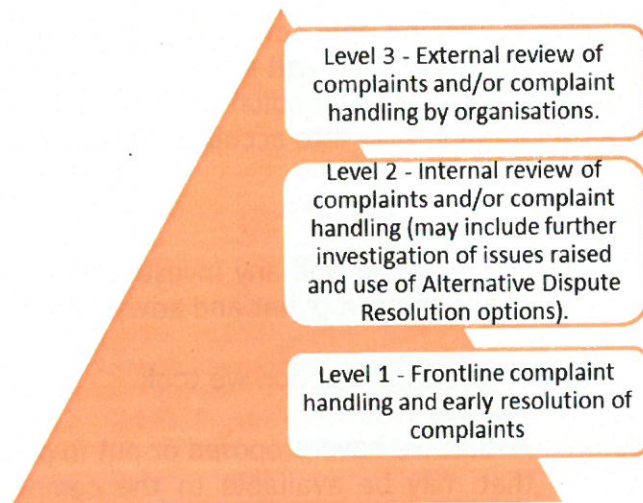 Level 3 - External review of
complaints and/or complaint
handling by organisations.
Level 2 - Internal review of
complaints and/or complaint
handling (may include further
investigation of issues raised
and use of Alternative Dispute
Resolution options).
Level 1 - Frontline complaint
handling and early resolution of
complaints